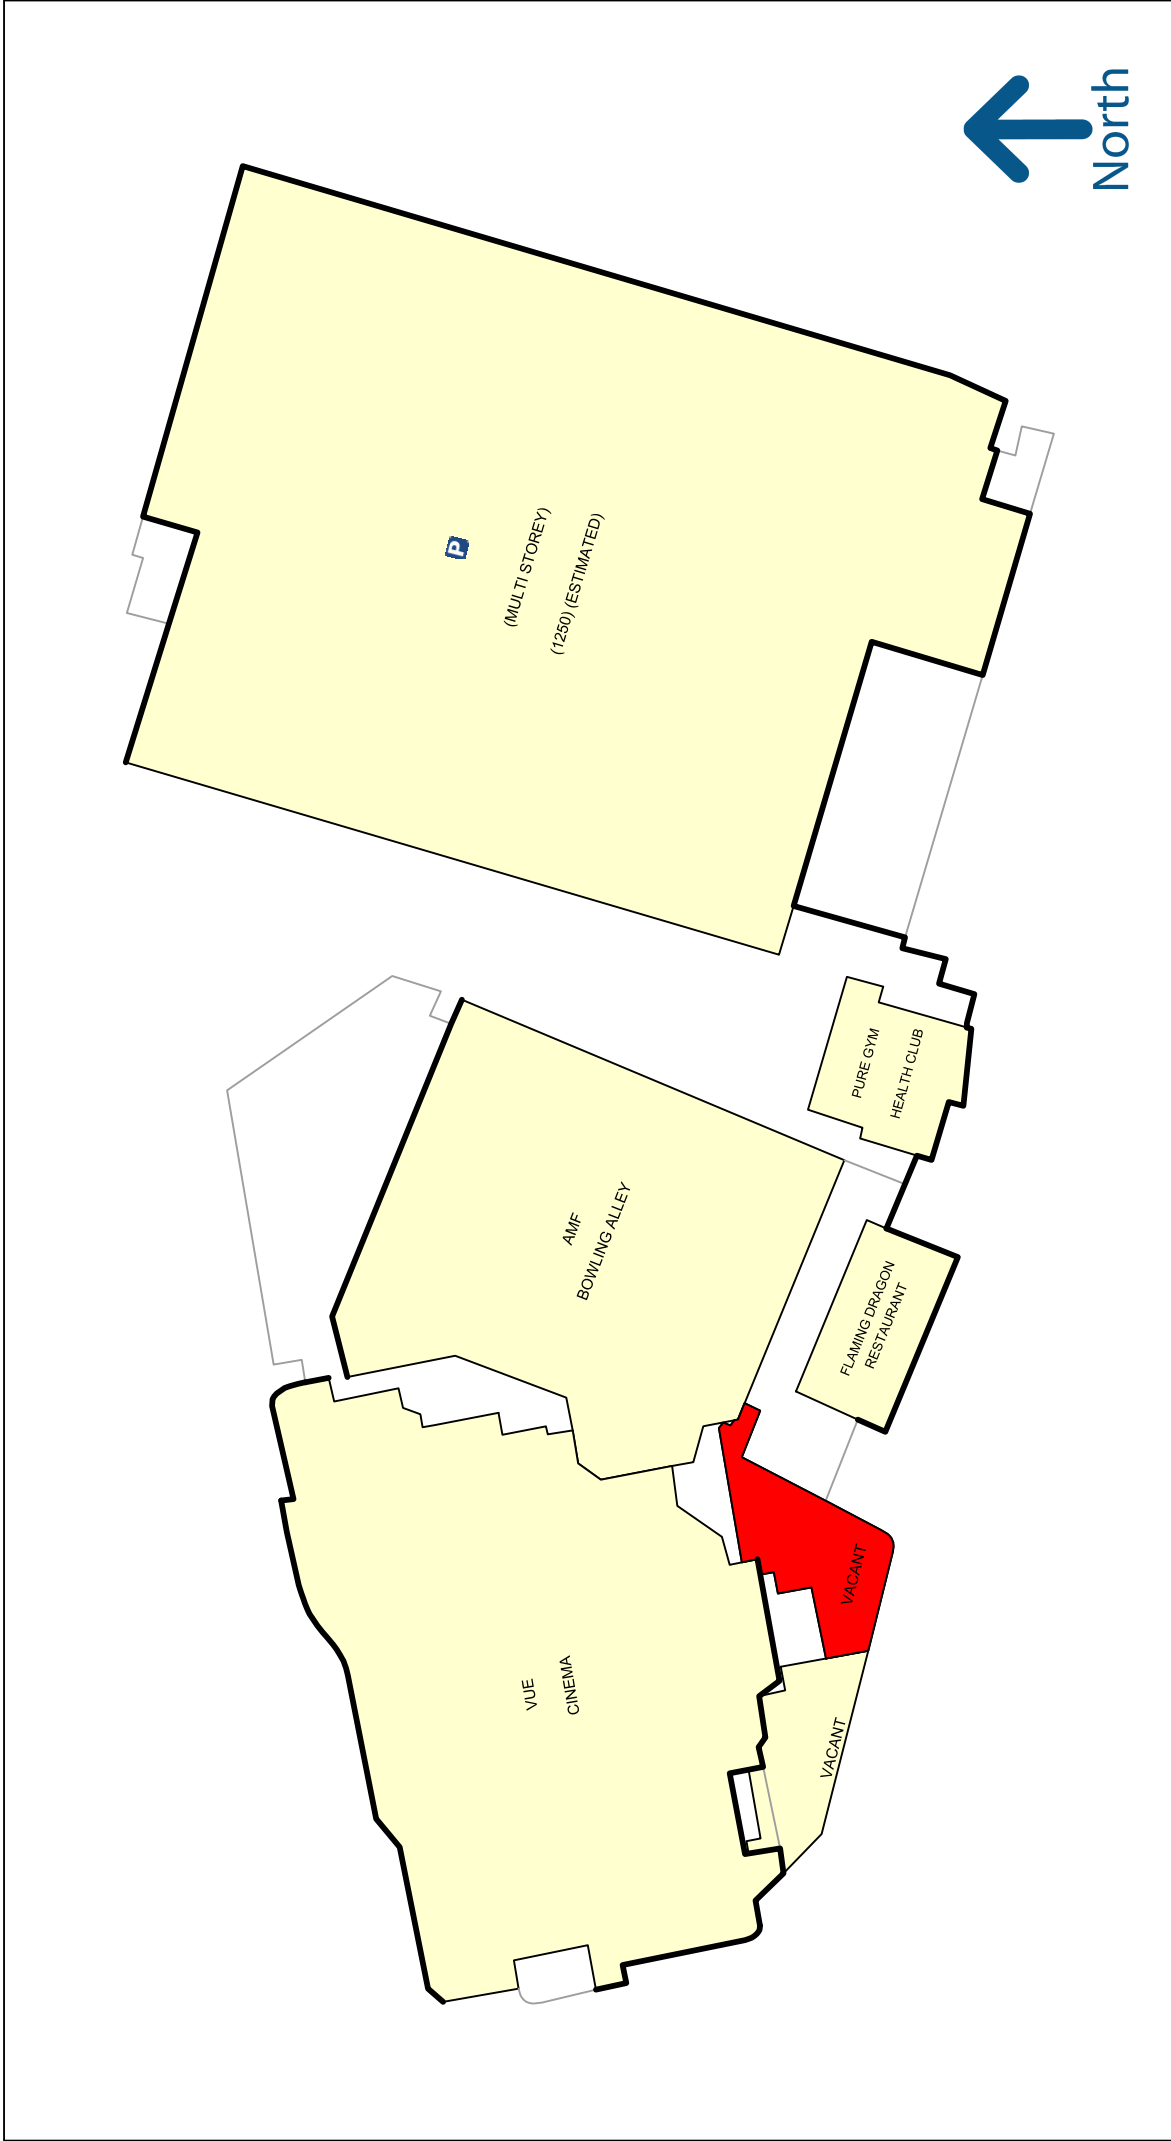 North
P
(MULTI STOREY)
(1250) (ESTIMATED)
PURE GYM
HEALTH CLUB
AMF
BOWLING ALLEY
FLAMING DRAGON
RESTAURANT
VACANT
VUE
CINEMA
VACANT